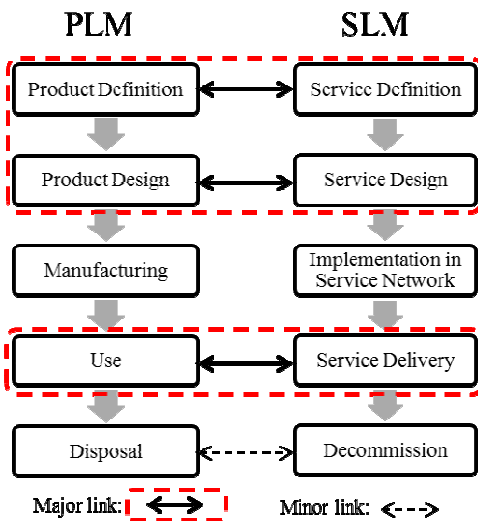 PLM SLM
Product Definition Service Definition
Product Design Service Design
Manufacturing Implementation in
Service Network
Use Service Delivery
Disposal Decommission
Major link: Minor link: